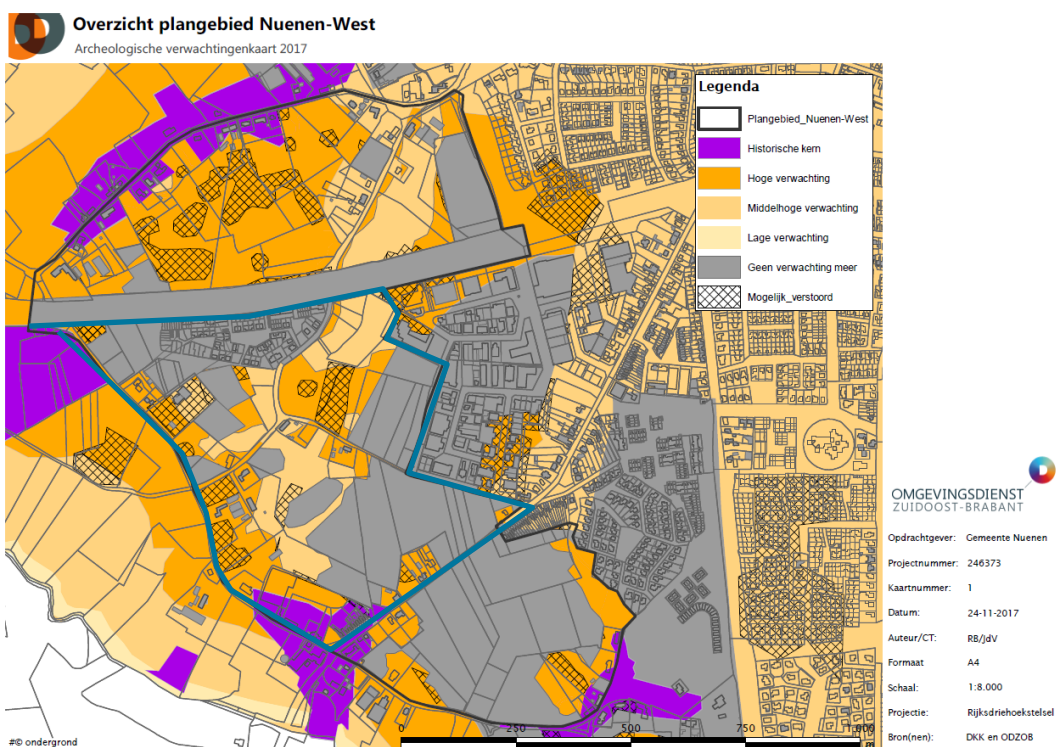 Overzicht plangebied Nuenen-West
Archeologische verwachtingenkaart 2017
Legenda
Plangebied_Nuenen-West
Historische kern
Hoge verwachting
Middelhoge verwachting
Lage verwachting
Geen verwachting meer
Mogelijk_verstoord
OMGEVINGSDIENST
ZUIDOOST-BRABANT
Opdrachtgever: Gemeente Nuenen
Projectnummer: 246373
Kaartnummer: 1
Datum: 24-11-2017
Auteur/CT: RB/JdV
Formaat A4
Schaal: 1:8.000
Projectie: Rijksdriehoekstelsel
Bron(nen): DKK en ODZOB
0 250 500 750 1.000
#© ondergrond